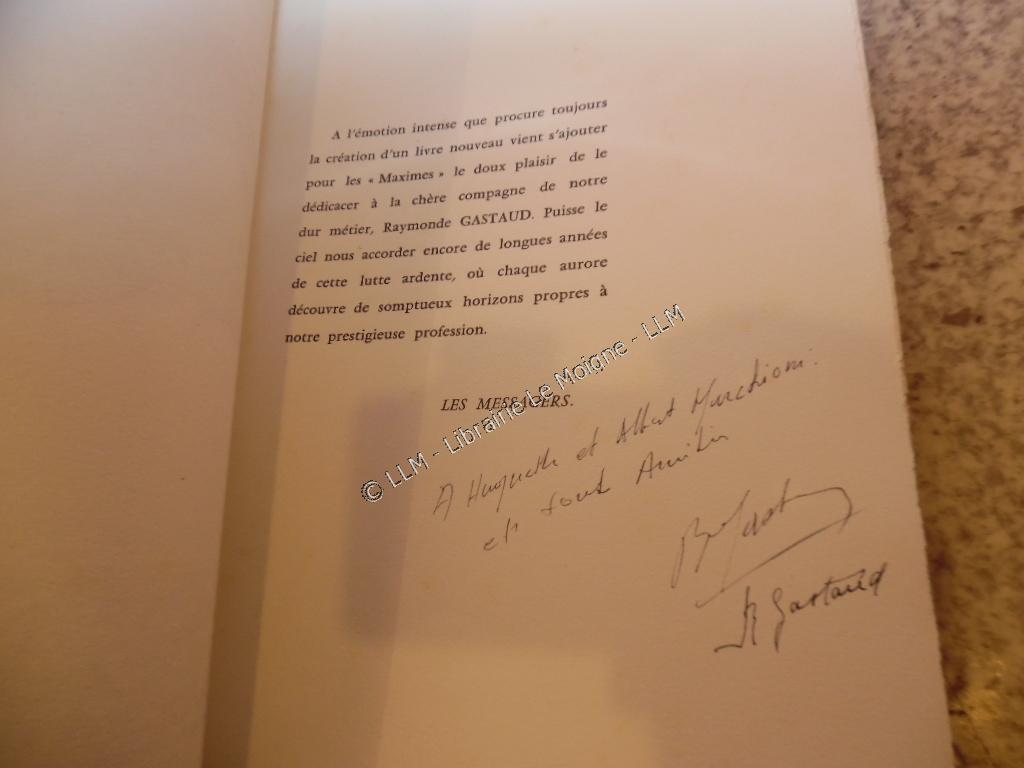 A l'émotion intense que procure toujours
la création d'un livre nouveau vient s'ajouter
pour les « Maximes » le doux plaisir de le
dédicacer à la chère compagne de notre
dur métier, Raymonde GASTAUD. Puisse le
ciel nous accorder encore de longues années
de cette lutte ardente, où chaque aurore
découvre de somptueux horizons propres à
notre prestigieuse profession.
LES MESSAGERS.
© LLM - Librairie Le Moigne - LLM
A Huguette et Albert Marchioni.
et tout
R Gastaud